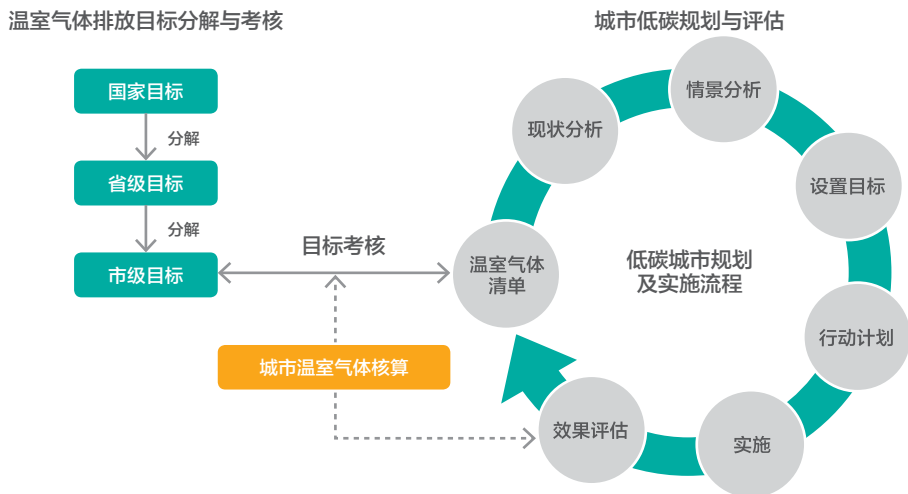 温室气体排放目标分解与考核
城市低碳规划与评估
国家目标
分解
省级目标
分解
市级目标
目标考核
城市温室气体核算
温室气体
清单
现状分析
情景分析
设置目标
行动计划
实施
效果评估
低碳城市规划
及实施流程